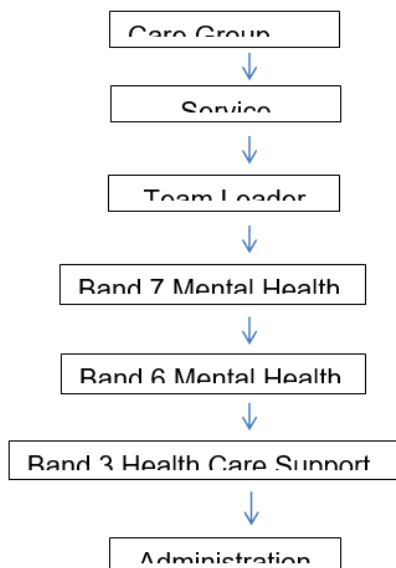 Care Group
Service
Team Leader
Band 7 Mental Health
Band 6 Mental Health
Band 3 Health Care Support
Administration